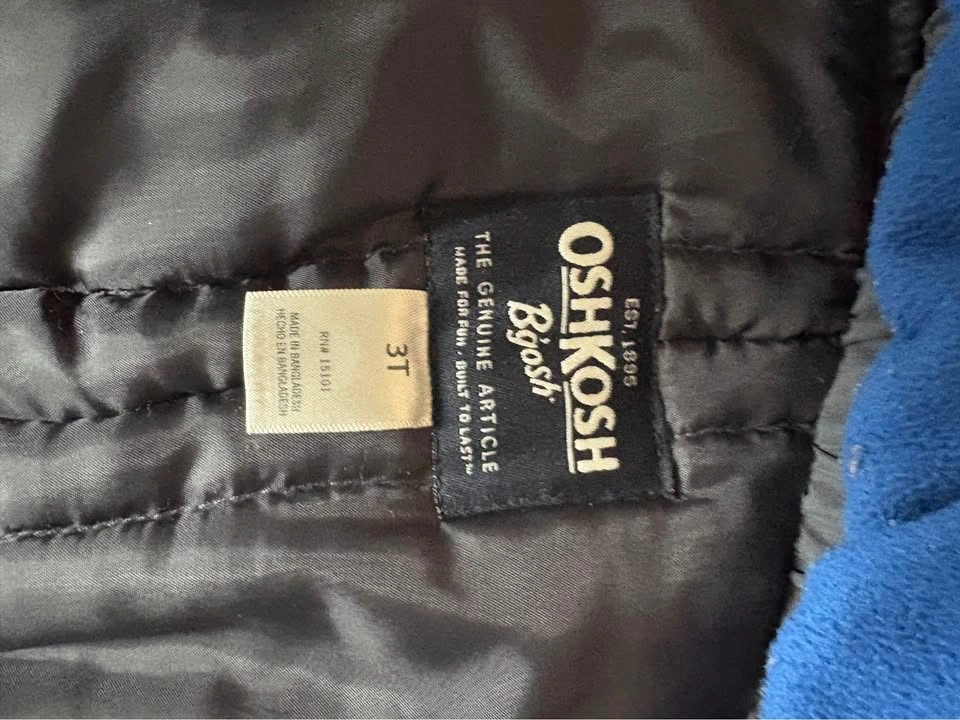 EST. 1895
OSHKOSH
B'gosh
THE GENUINE ARTICLE
MADE FOR FUN • BUILT TO LAST™
3T
RN# 15101
MADE IN BANGLADESH
HECHO EN BANGLADESH